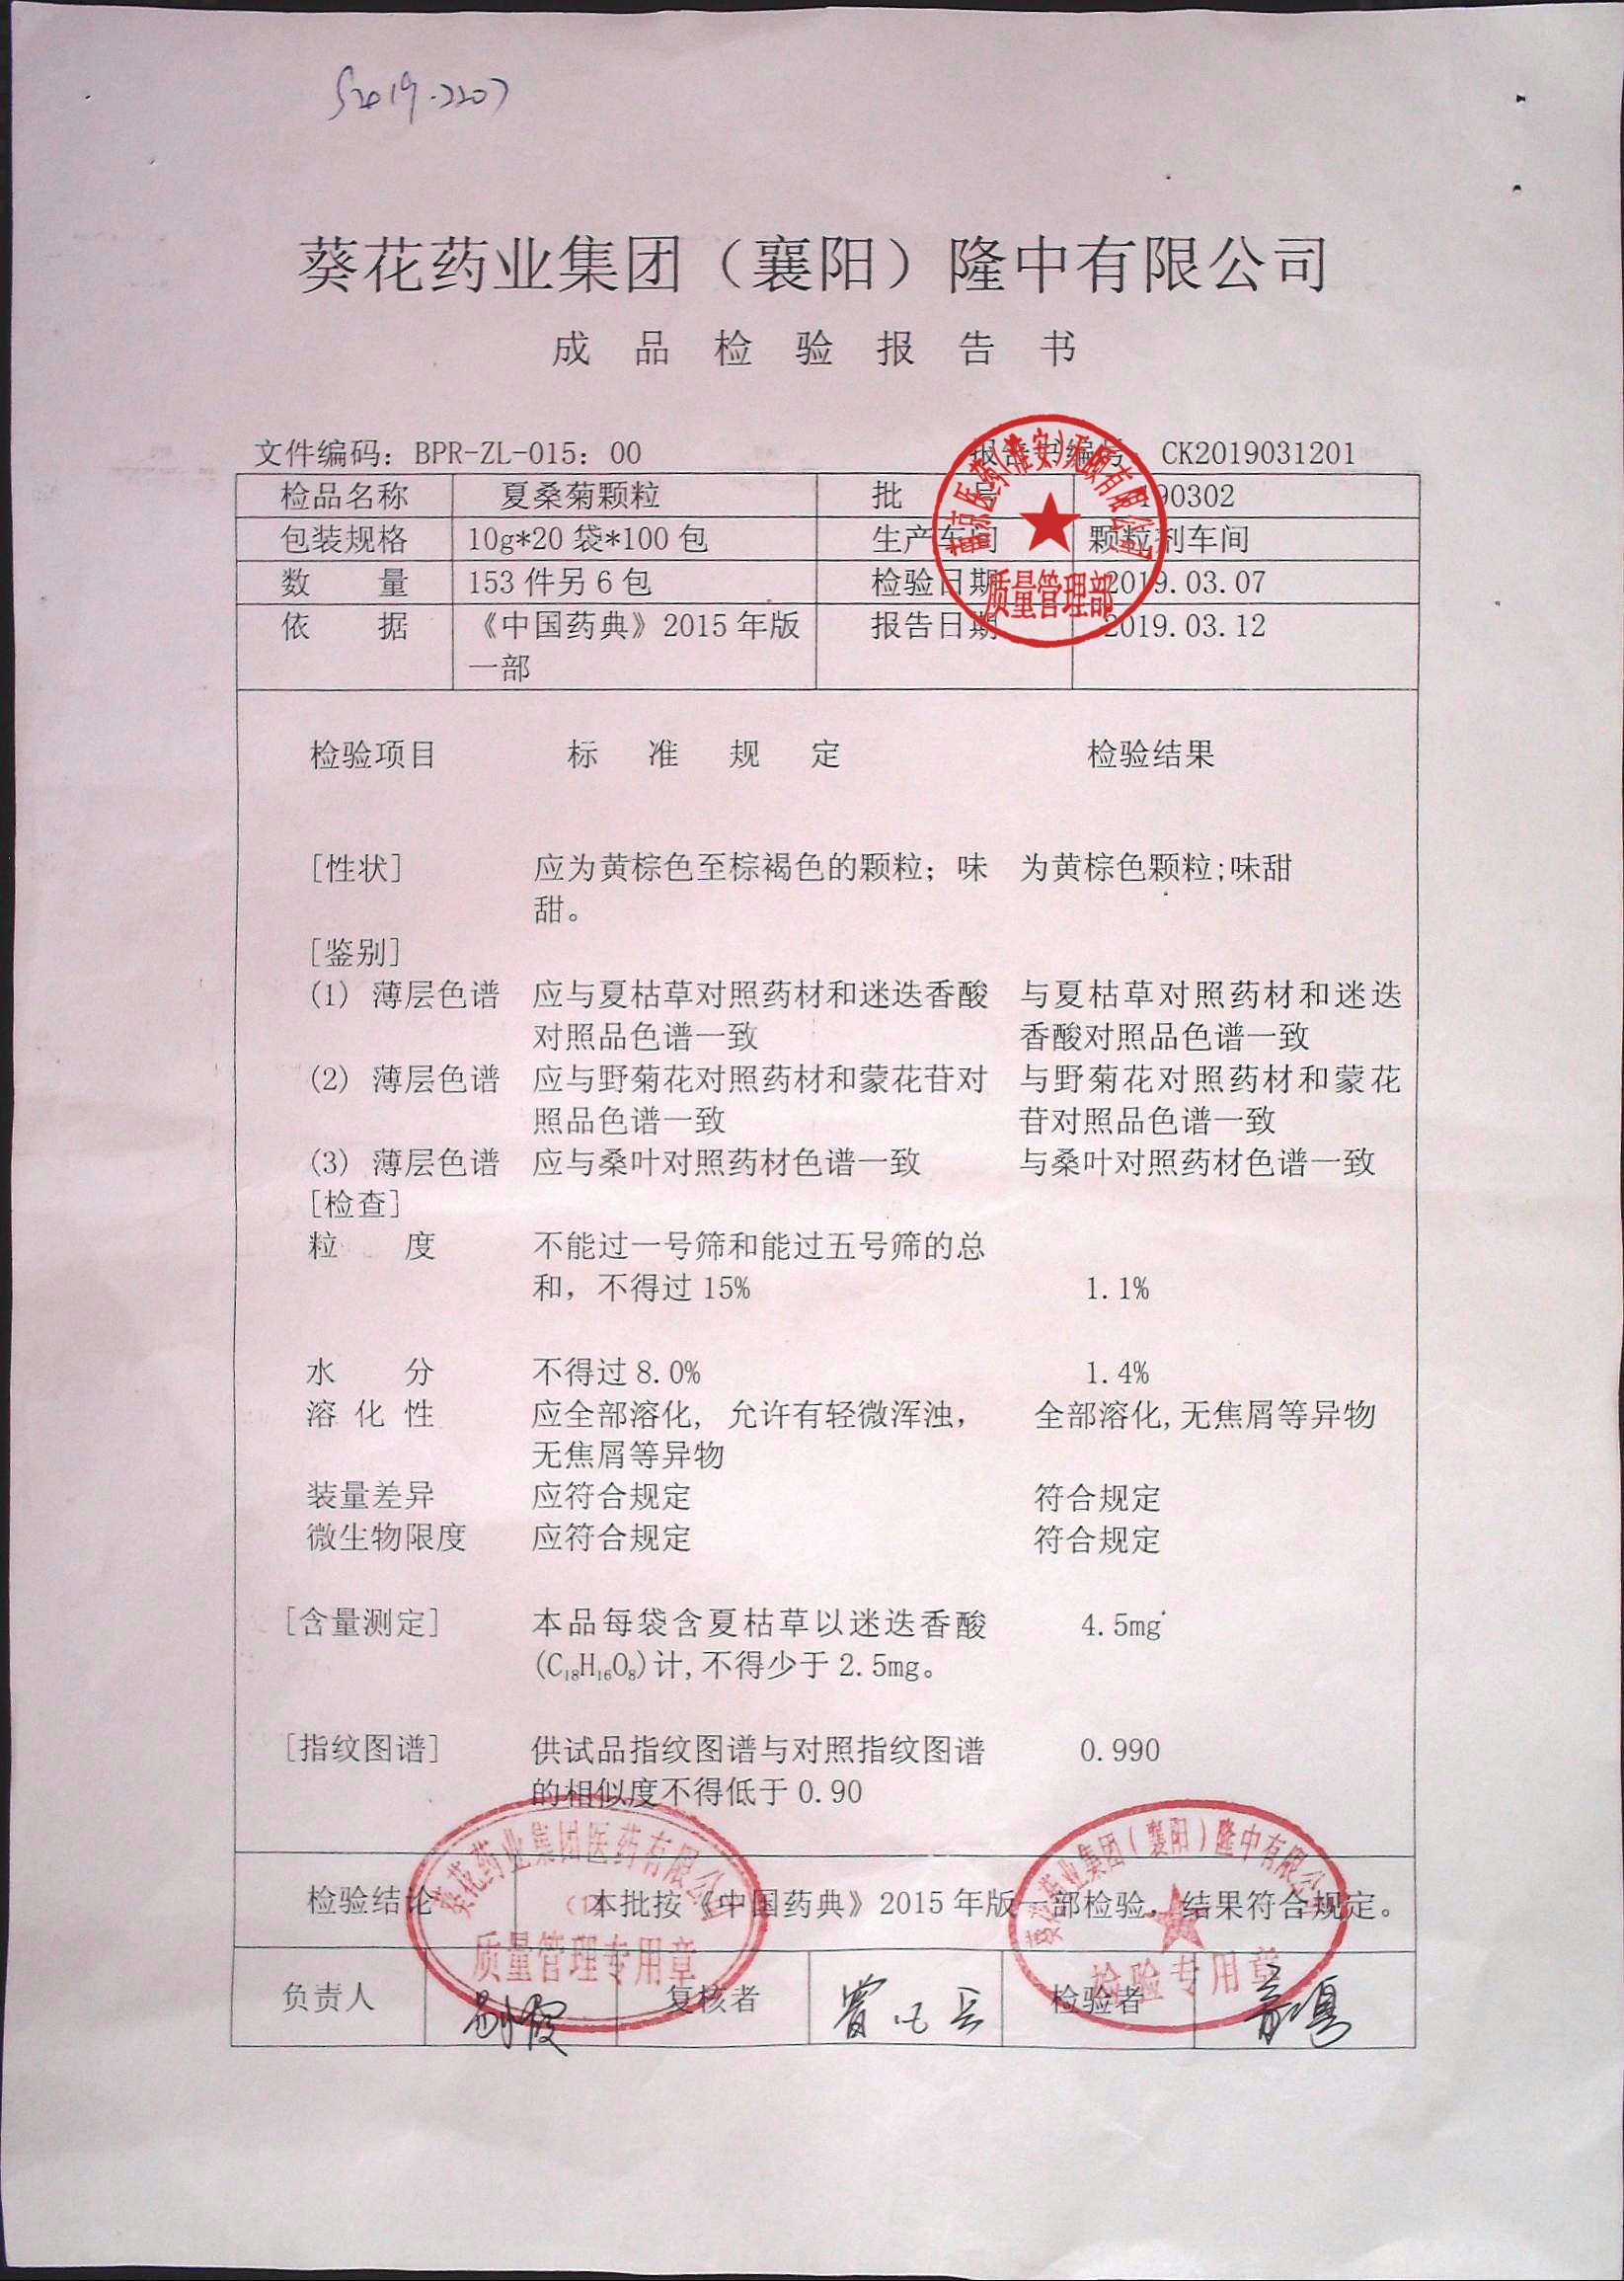 葵花药业集团（襄阳）隆中有限公司
成品检验报告书
文件编码：BPR-ZL-015：00 报告书编号：CK2019031201
检品名称 夏桑菊颗粒 批号 90302
包装规格 10g*20袋*100包 生产车间 颗粒剂车间
数量 153件另6包 检验日期 2019.03.07
依据 《中国药典》2015年版 报告日期 2019.03.12
一部
质量管理部
检验项目 标准规定 检验结果
[性状] 应为黄棕色至棕褐色的颗粒；味 为黄棕色颗粒;味甜
甜。
[鉴别]
(1) 薄层色谱 应与夏枯草对照药材和迷迭香酸 与夏枯草对照药材和迷迭
对照品色谱一致 香酸对照品色谱一致
(2) 薄层色谱 应与野菊花对照药材和蒙花苷对 与野菊花对照药材和蒙花
照品色谱一致 苷对照品色谱一致
(3) 薄层色谱 应与桑叶对照药材色谱一致 与桑叶对照药材色谱一致
[检查]
粒度 不能过一号筛和能过五号筛的总
和，不得过15% 1.1%
水分 不得过8.0% 1.4%
溶化性 应全部溶化，允许有轻微浑浊， 全部溶化,无焦屑等异物
无焦屑等异物
装量差异 应符合规定 符合规定
微生物限度 应符合规定 符合规定
[含量测定] 本品每袋含夏枯草以迷迭香酸 4.5mg
(C₁₈H₁₆O₈)计,不得少于2.5mg。
[指纹图谱] 供试品指纹图谱与对照指纹图谱 0.990
的相似度不得低于0.90
葵花药业集团医药有限公司
葵花药业集团（襄阳）隆中有限公司
检验结论 本批按《中国药典》2015年版一部检验，结果符合规定。
(1)
质量管理专用章
检验专用章
负责人 复核者 检验者